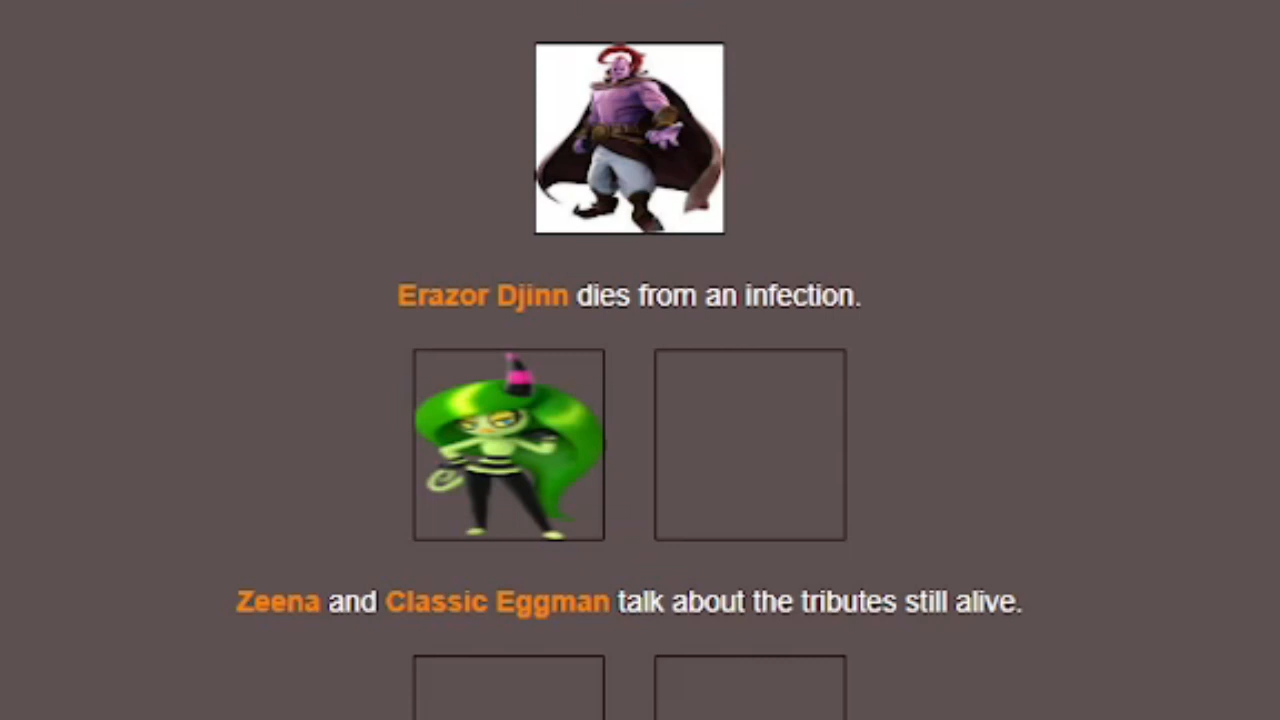 Erazor Djinn dies from an infection.
Zeena and Classic Eggman talk about the tributes still alive.